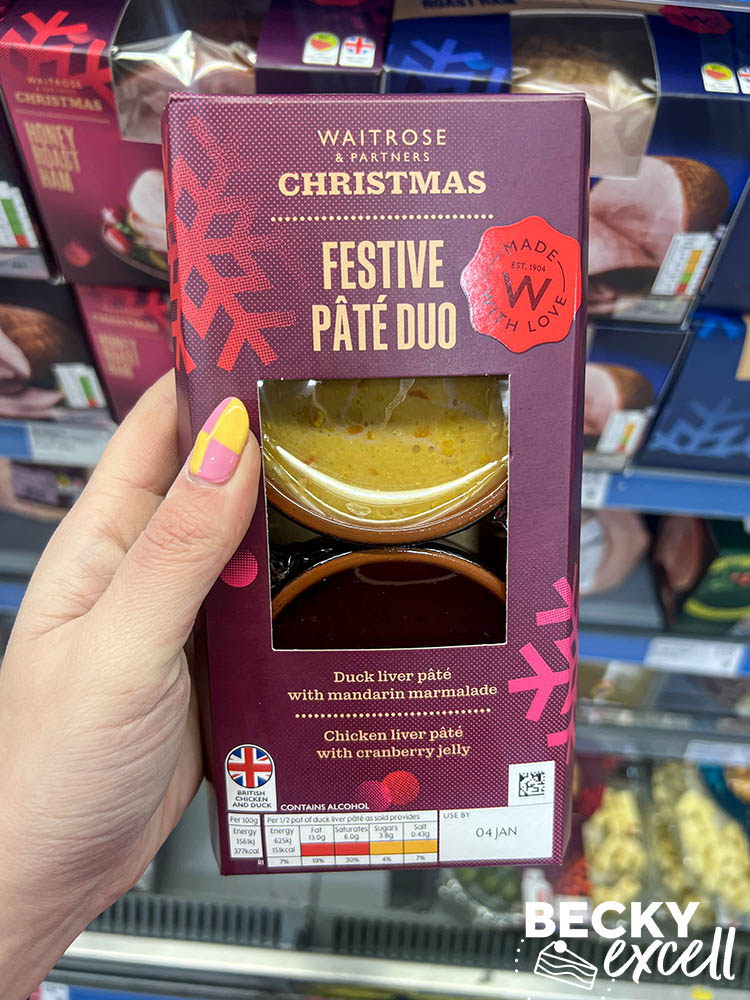 WAITROSE
CHRISTMAS
HONEY
ROAST
HAM
WAITROSE
& PARTNERS
CHRISTMAS
FESTIVE
PÂTÉ DUO
MADE
EST. 1904
W
WITH LOVE
Duck liver pâté
with mandarin marmalade
Chicken liver pâté
with cranberry jelly
BRITISH
CHICKEN
AND DUCK
CONTAINS ALCOHOL
Per 100g
Per 1/2 pot of duck liver pâté as sold provides
Energy Energy Fat Saturates Sugars Salt
1561kJ 625kJ 13.0g 6.0g 3.8g 0.43g
377kcal 151kcal
RI 7% 19% 30% 4% 7%
USE BY
04 JAN
BECKY
excell